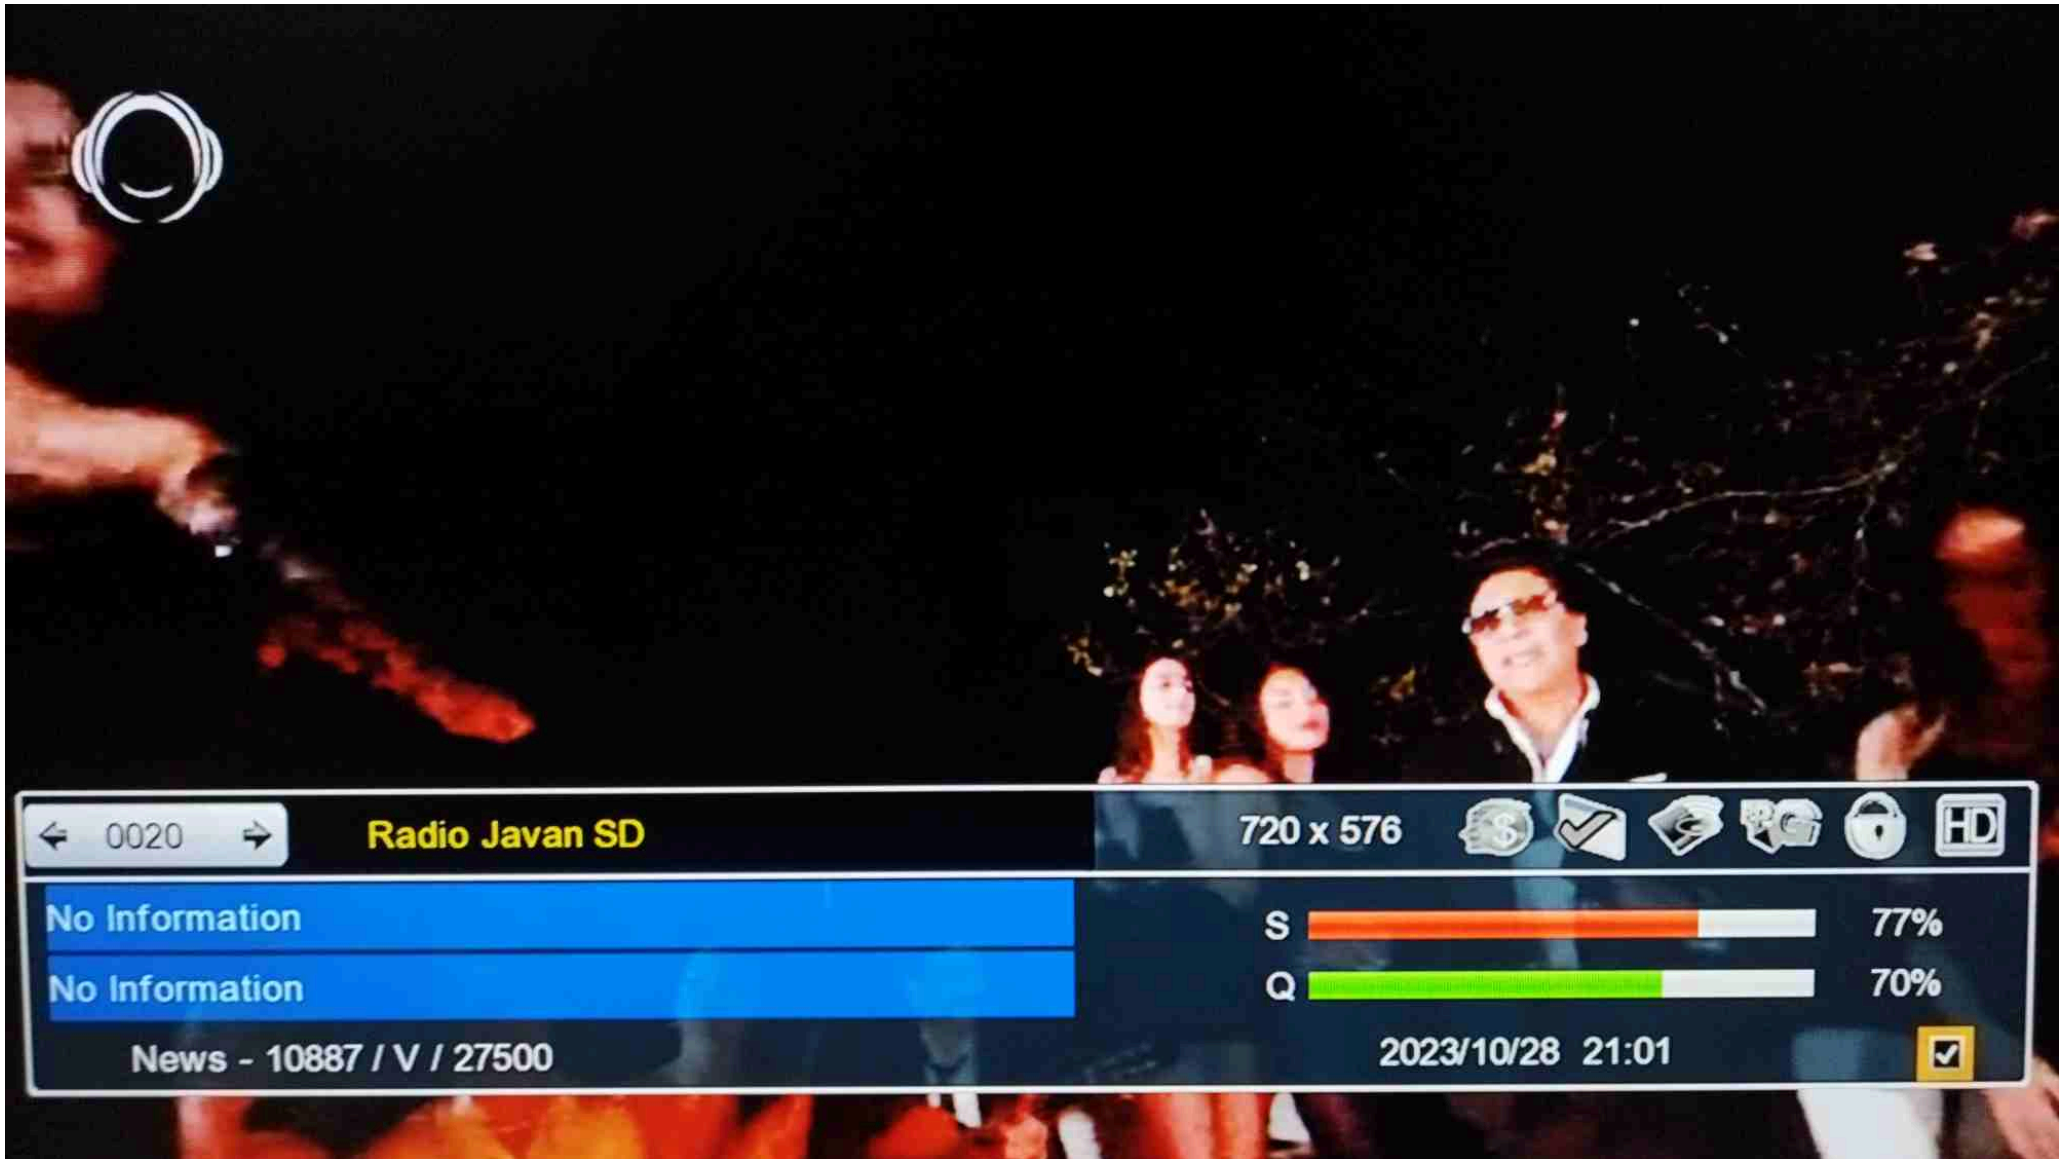 0020
Radio Javan SD
720 x 576
HD
No Information
S 77%
No Information
Q 70%
News - 10887 / V / 27500
2023/10/28 21:01